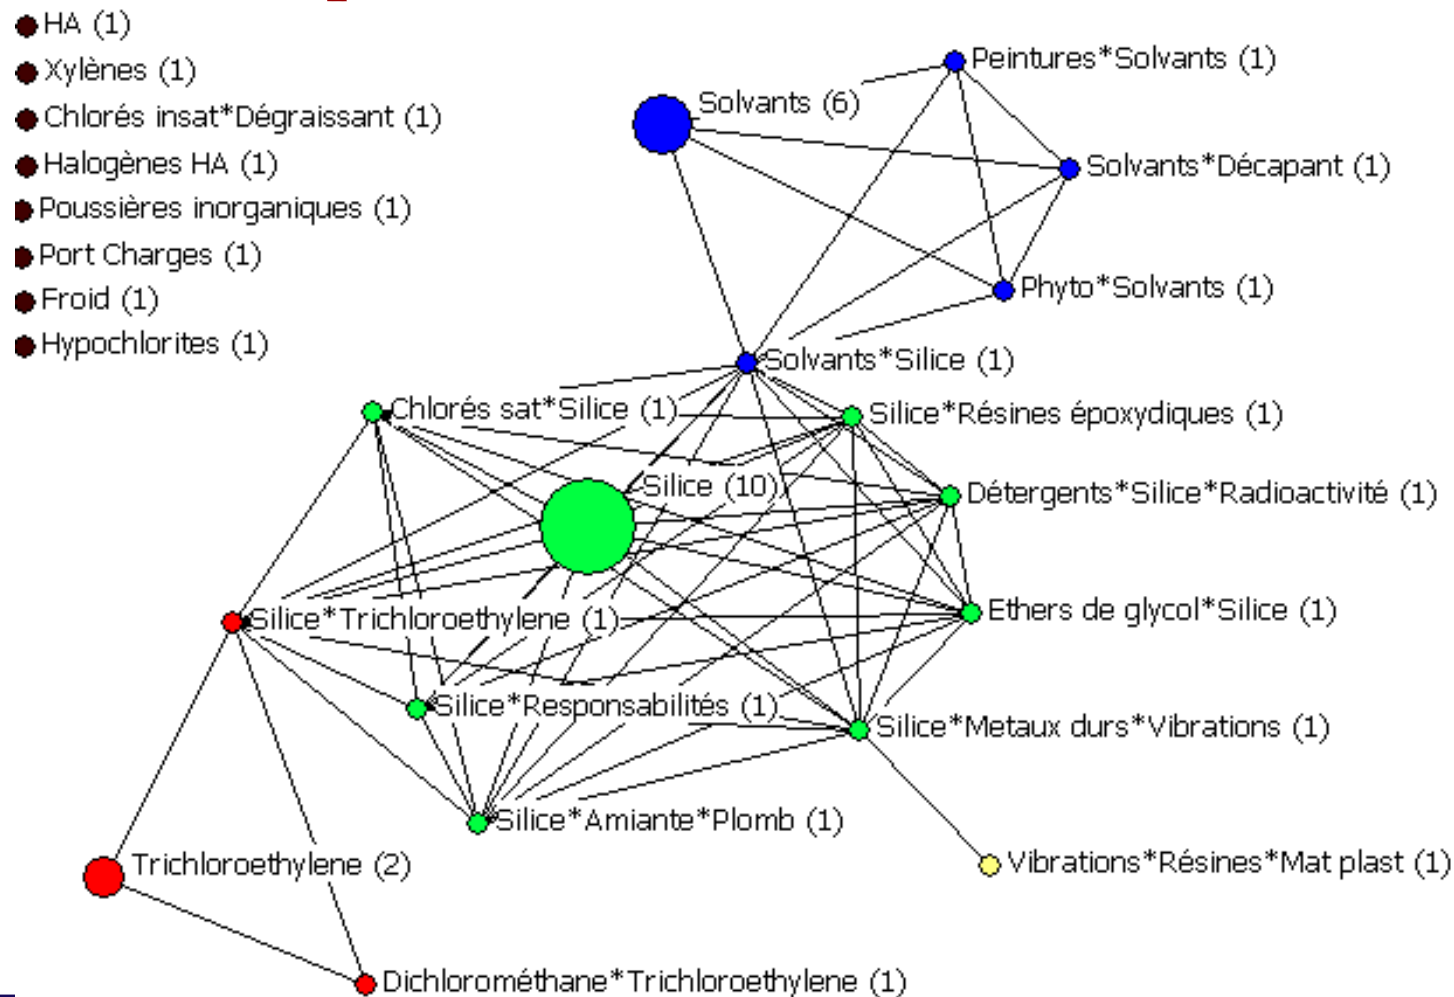 HA (1)
Xylènes (1)
Chlorés insat*Dégraissant (1)
Halogènes HA (1)
Poussières inorganiques (1)
Port Charges (1)
Froid (1)
Hypochlorites (1)
Peintures*Solvants (1)
Solvants (6)
Solvants*Décapant (1)
Phyto*Solvants (1)
Solvants*Silice (1)
Chlorés sat*Silice (1)
Silice*Résines époxydiques (1)
Silice (10)
Détergents*Silice*Radioactivité (1)
Ethers de glycol*Silice (1)
Silice*Trichloroethylene (1)
Silice*Responsabilités (1)
Silice*Metaux durs*Vibrations (1)
Silice*Amiante*Plomb (1)
Trichloroethylene (2)
Vibrations*Résines*Mat plast (1)
Dichlorométhane*Trichloroethylene (1)